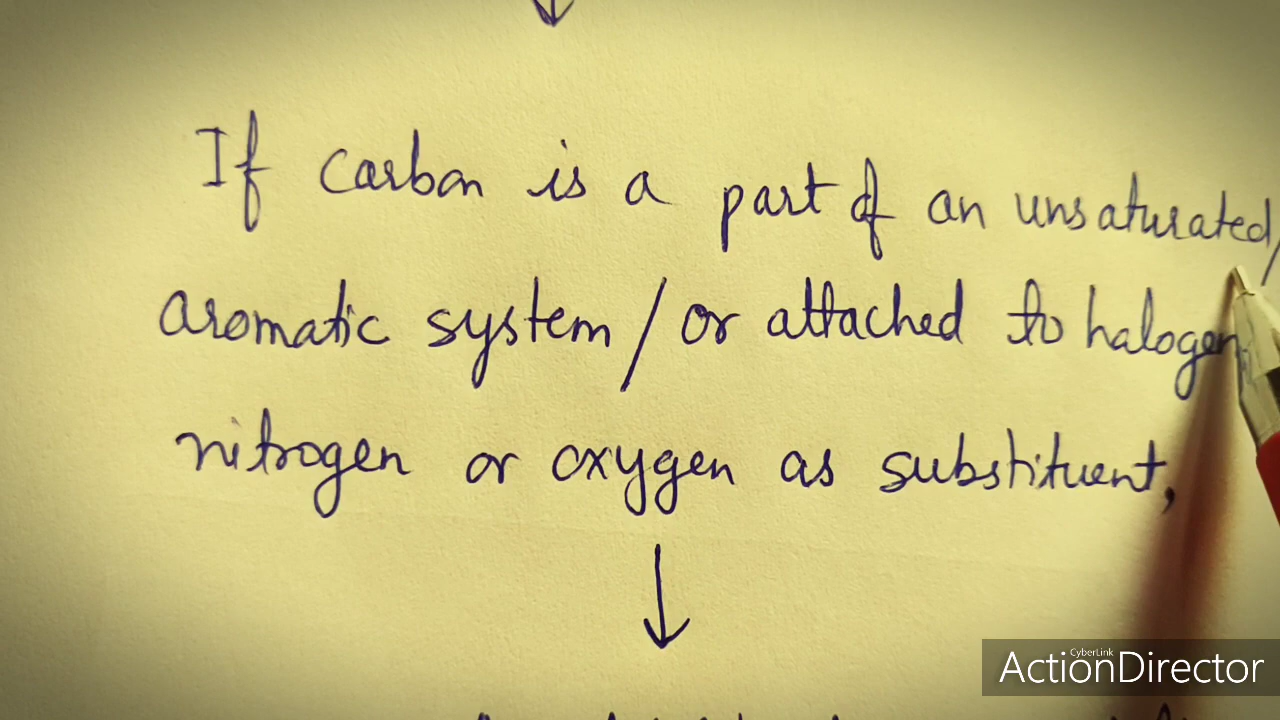 If carbon is a part of an unsaturated/
aromatic system / or attached to halogen
nitrogen or oxygen as substituent,
CyberLink
ActionDirector